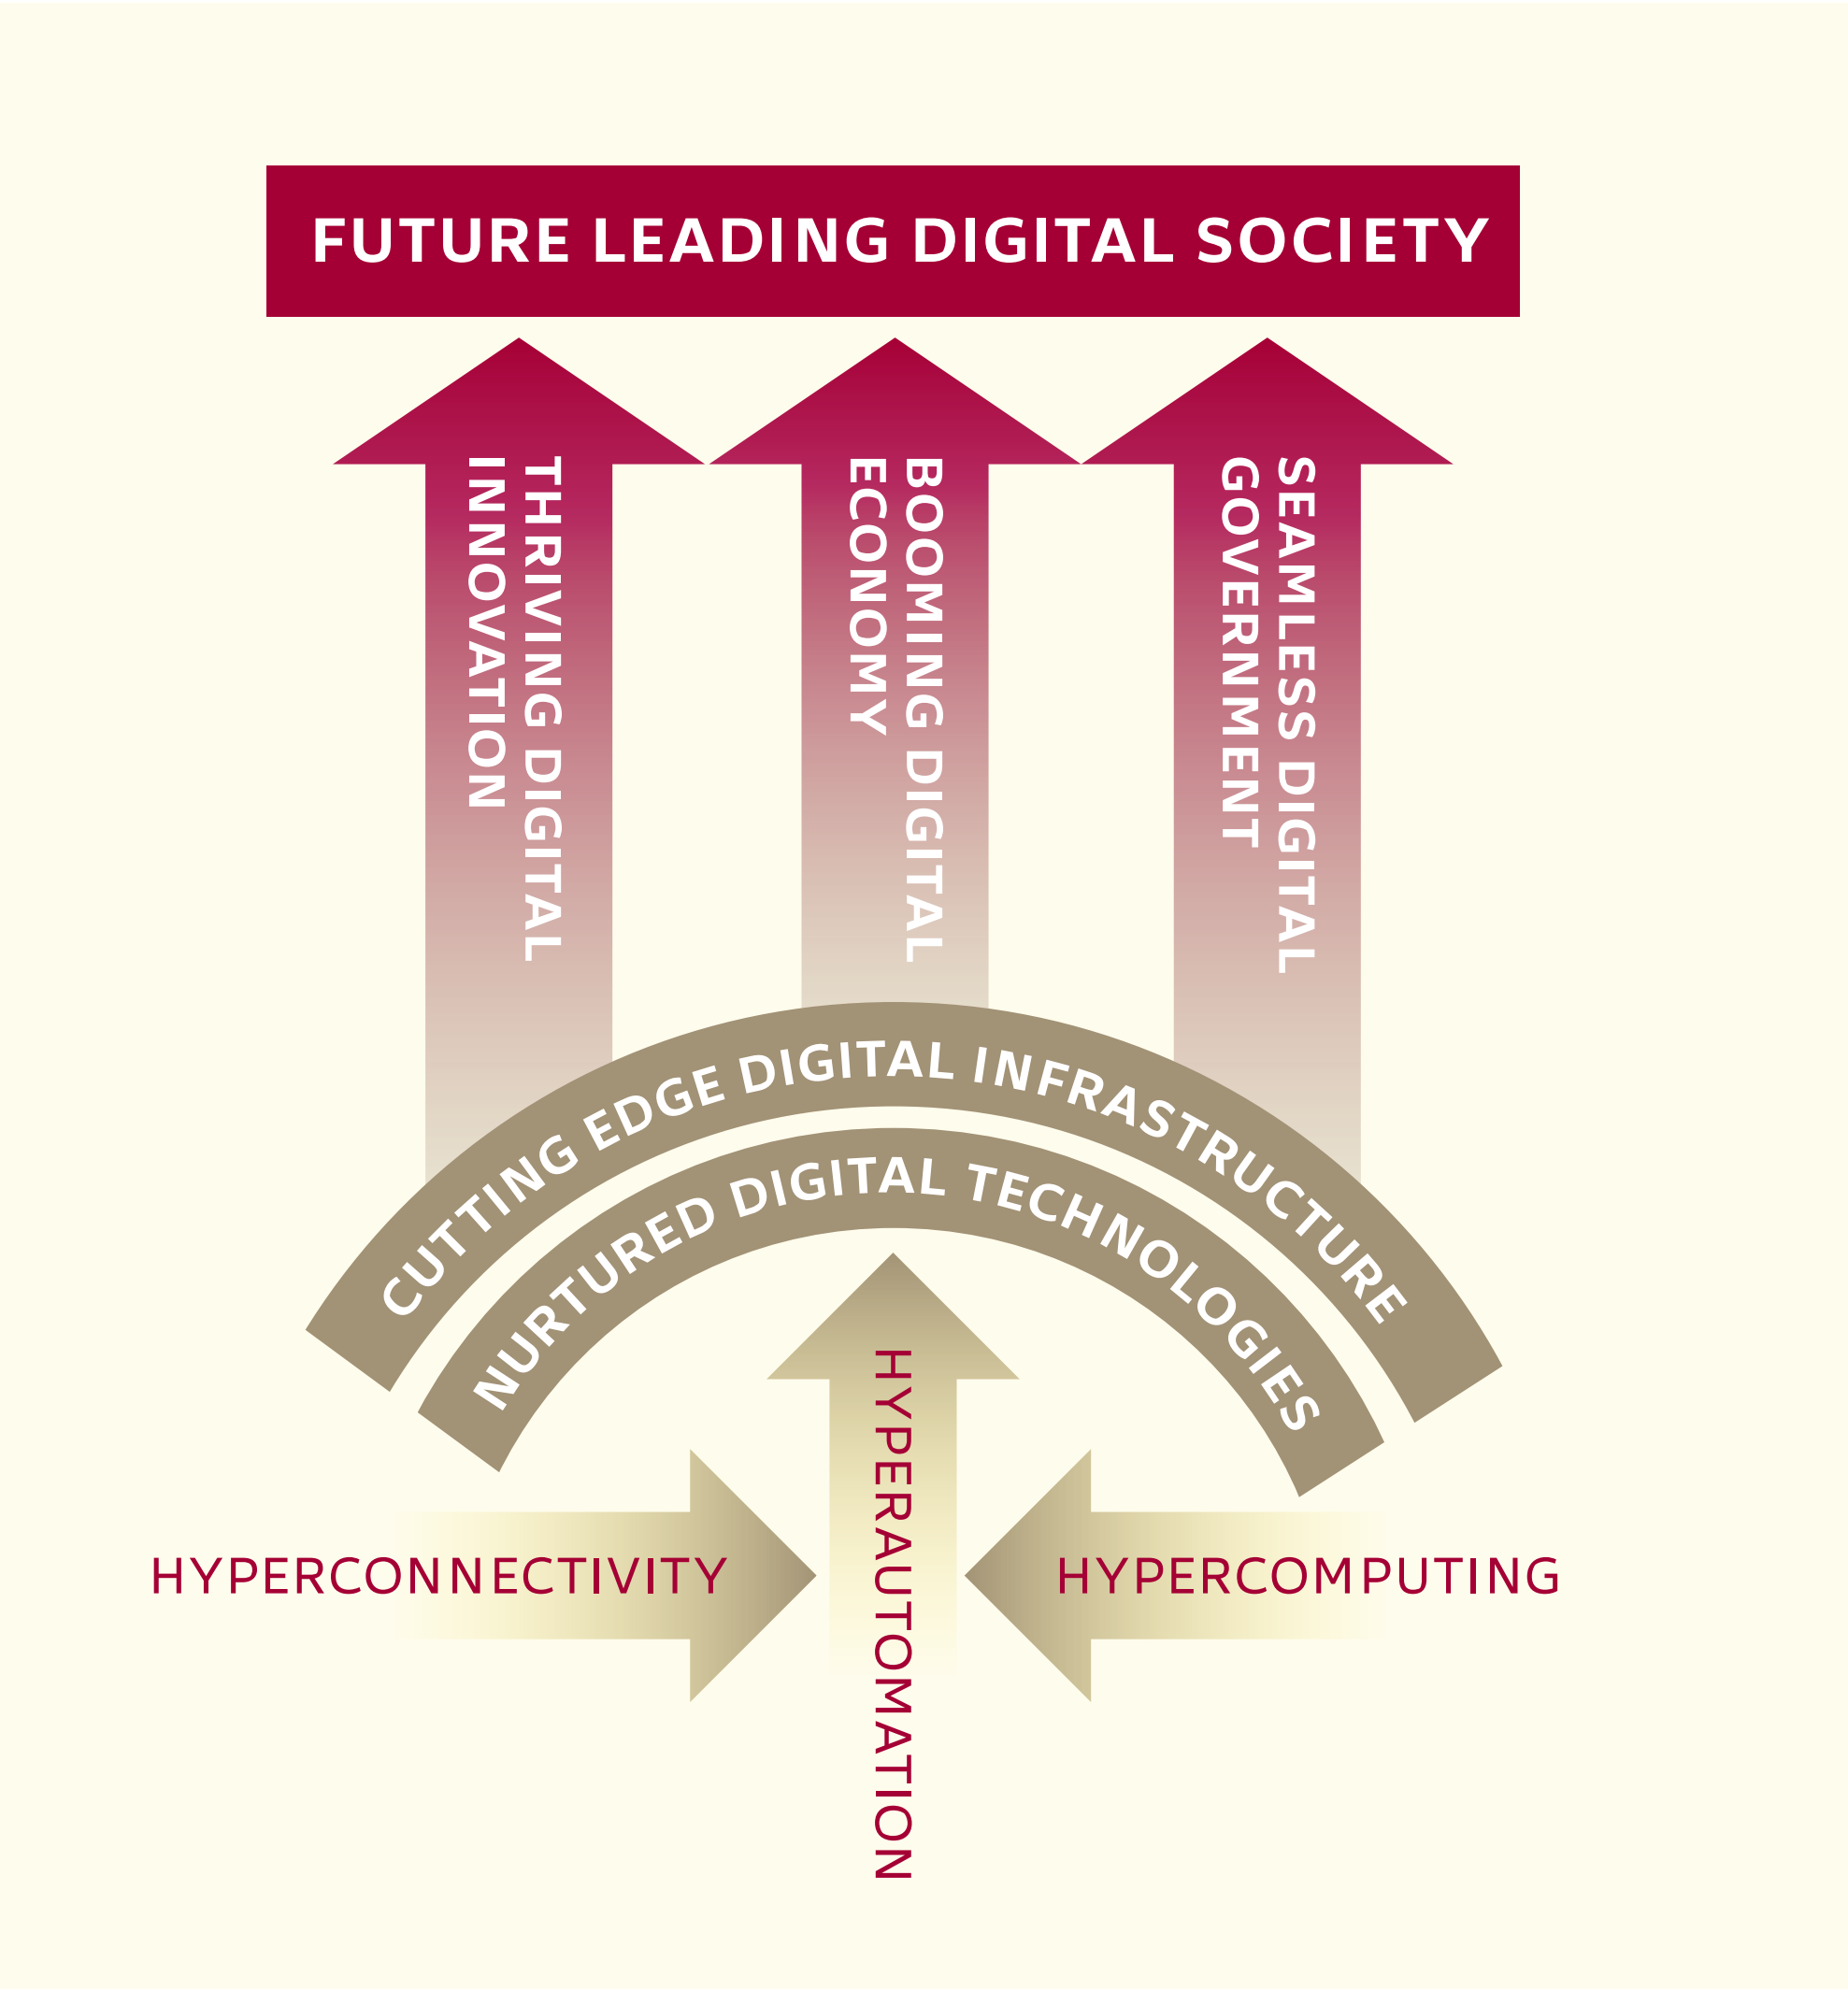 FUTURE LEADING DIGITAL SOCIETY
THRIVING DIGITAL
INNOVATION
BOOMING DIGITAL
ECONOMY
SEAMLESS DIGITAL
GOVERNMENT
CUTTING EDGE DIGITAL INFRASTRUCTURE
NURTURED DIGITAL TECHNOLOGIES
HYPERCONNECTIVITY
HYPERAUTOMATION
HYPERCOMPUTING